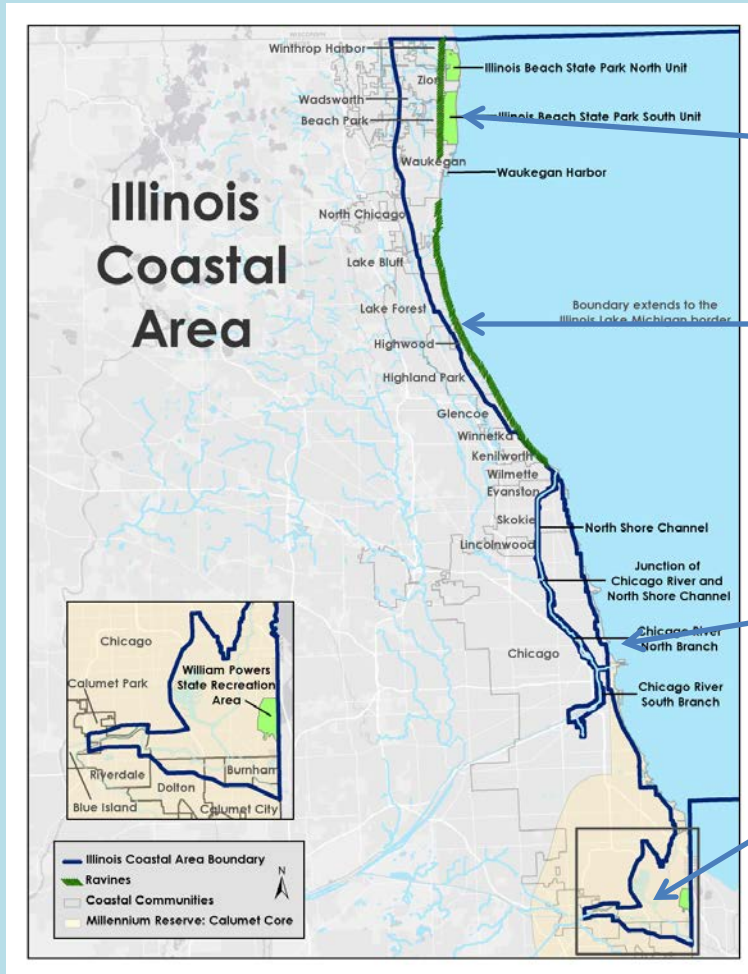 WISCONSIN
Winthrop Harbor
Illinois Beach State Park North Unit
Zion
Wadsworth
Beach Park
Illinois Beach State Park South Unit
Waukegan
Waukegan Harbor
Illinois
Coastal
Area
North Chicago
Lake Bluff
Lake Forest
Boundary extends to the
Illinois Lake Michigan border
Highwood
Highland Park
Glencoe
Winnetka
Kenilworth
Wilmette
Evanston
Skokie
North Shore Channel
Lincolnwood
Junction of
Chicago River and
North Shore Channel
Chicago River
North Branch
Chicago
Chicago River
South Branch
Chicago
William Powers
State Recreation
Area
Calumet Park
Riverdale
Burnham
Dolton
Blue Island
Calumet City
Illinois Coastal Area Boundary
Ravines
Coastal Communities
Millennium Reserve: Calumet Core
N